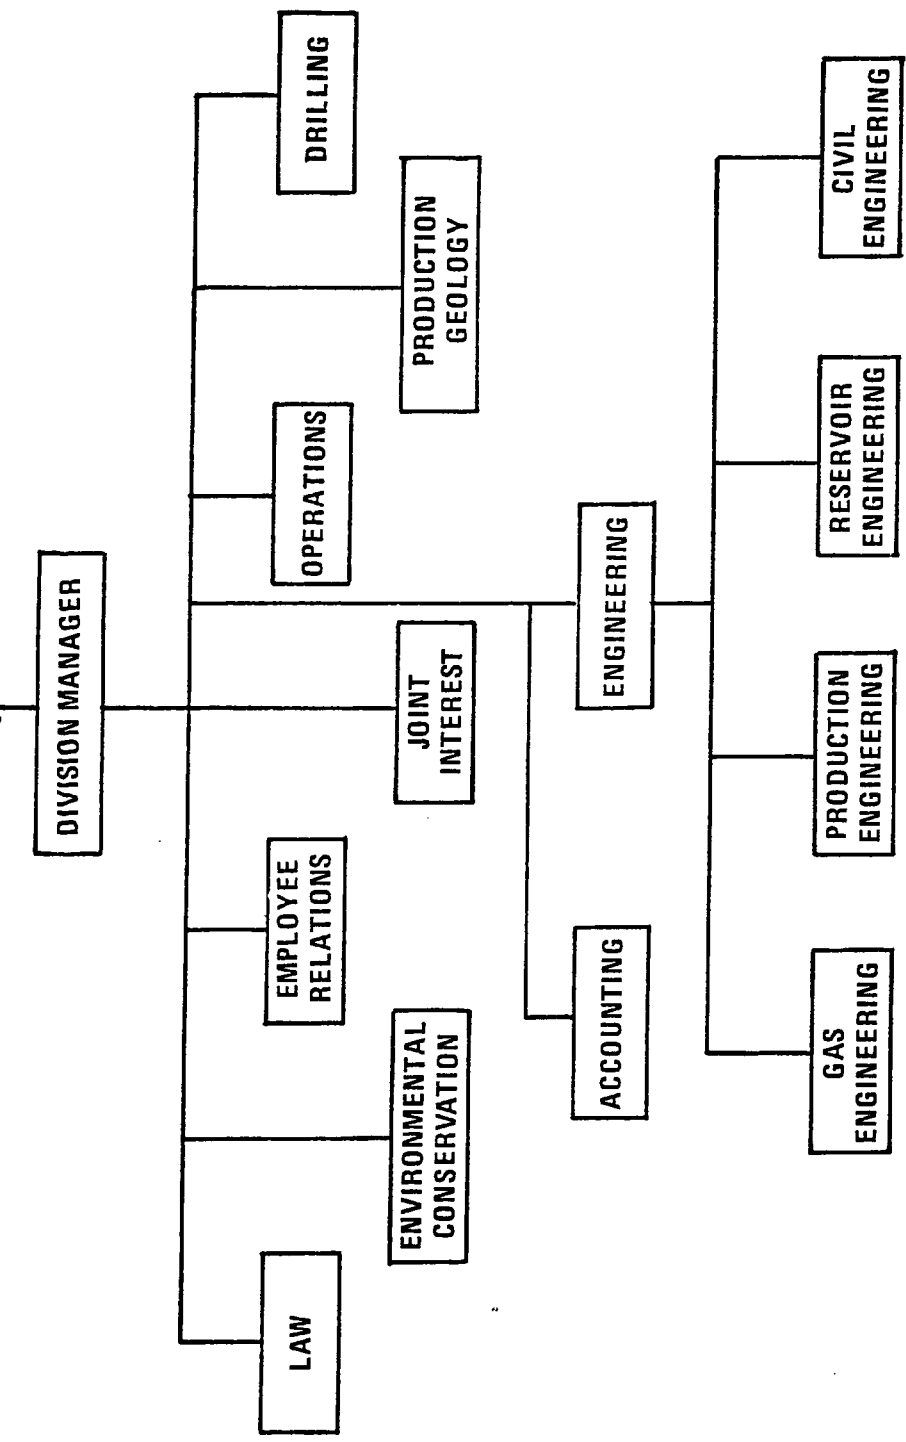 DIVISION MANAGER
LAW
EMPLOYEE
RELATIONS
OPERATIONS
DRILLING
ENVIRONMENTAL
CONSERVATION
JOINT
INTEREST
PRODUCTION
GEOLOGY
ACCOUNTING
ENGINEERING
GAS
ENGINEERING
PRODUCTION
ENGINEERING
RESERVOIR
ENGINEERING
CIVIL
ENGINEERING